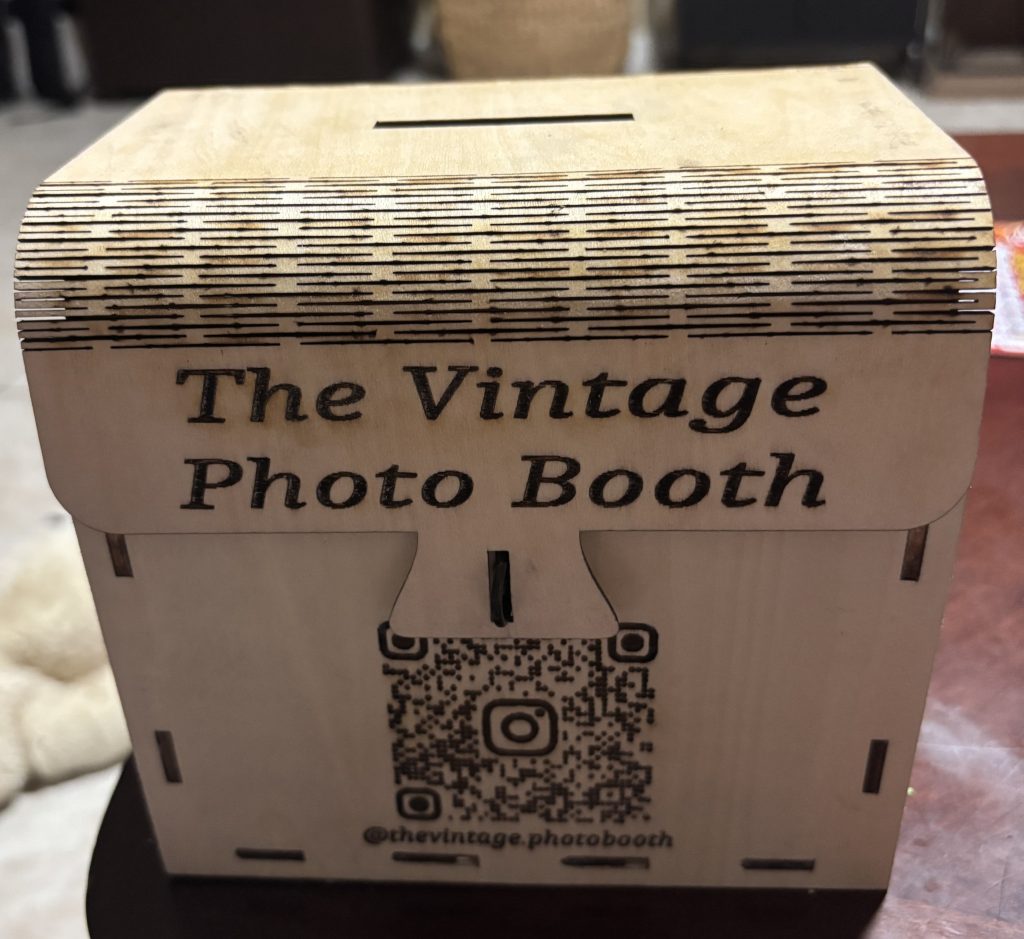 The Vintage
Photo Booth
@thevintage.photobooth